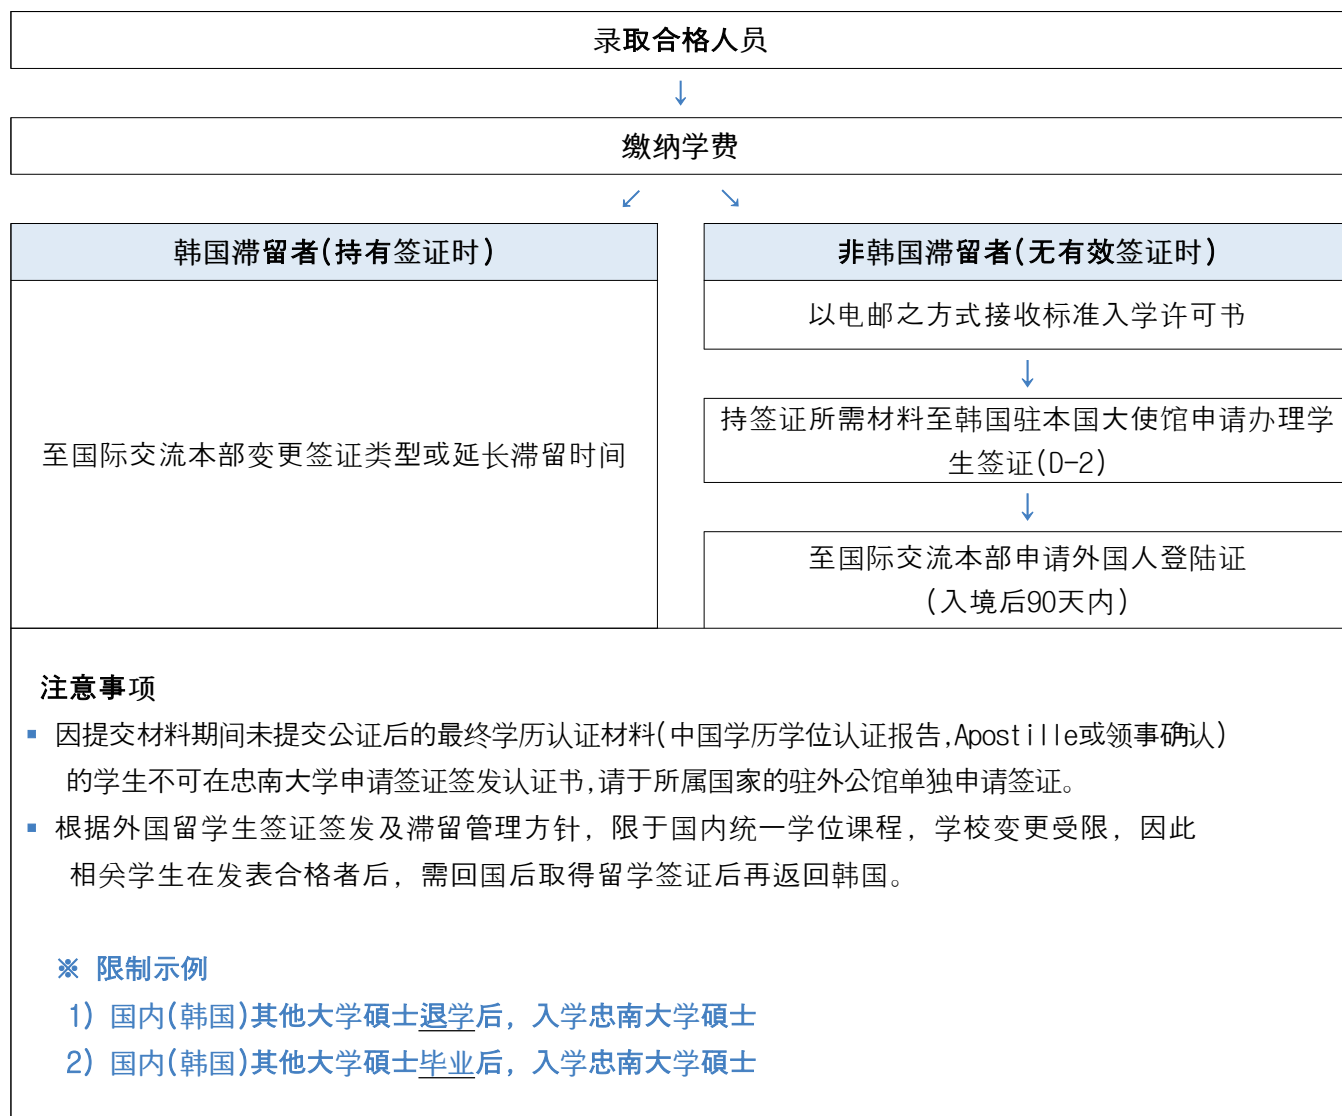 录取合格人员
↓
缴纳学费
↙ ↘
韩国滞留者(持有签证时)
至国际交流本部变更签证类型或延长滞留时间
非韩国滞留者(无有效签证时)
以电邮之方式接收标准入学许可书
↓
持签证所需材料至韩国驻本国大使馆申请办理学
生签证(D-2)
↓
至国际交流本部申请外国人登陆证
(入境后90天内)
注意事项
▪ 因提交材料期间未提交公证后的最终学历认证材料(中国学历学位认证报告,Apostille或领事确认)
的学生不可在忠南大学申请签证签发认证书,请于所属国家的驻外公馆单独申请签证。
▪ 根据外国留学生签证签发及滞留管理方针, 限于国内统一学位课程, 学校变更受限, 因此
相关学生在发表合格者后, 需回国后取得留学签证后再返回韩国。
※ 限制示例
1) 国内(韩国)其他大学碩士退学后, 入学忠南大学碩士
2) 国内(韩国)其他大学碩士毕业后, 入学忠南大学碩士